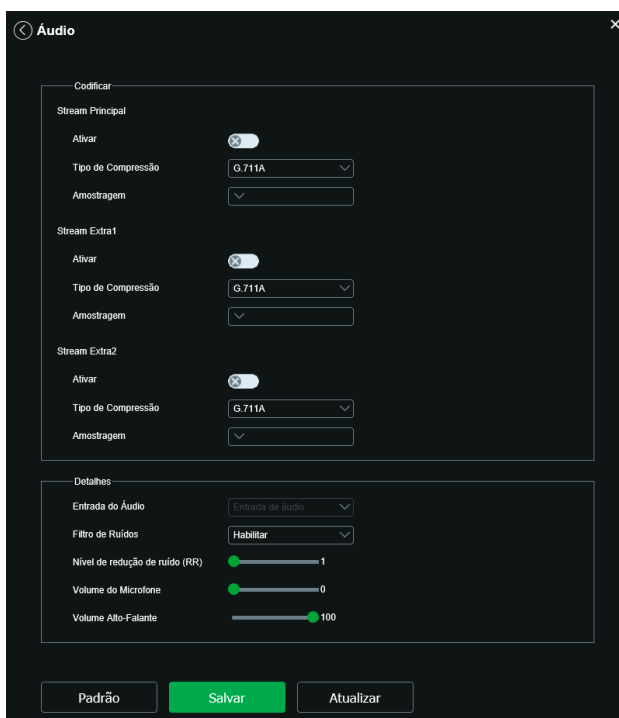 Áudio
Codificar
Stream Principal
Ativar
Tipo de Compressão G.711A
Amostragem
Stream Extra1
Ativar
Tipo de Compressão G.711A
Amostragem
Stream Extra2
Ativar
Tipo de Compressão G.711A
Amostragem
Detalhes
Entrada do Áudio Entrada de áudio
Filtro de Ruídos Habilitar
Nível de redução de ruído (RR) 1
Volume do Microfone 0
Volume Alto-Falante 100
Padrão Salvar Atualizar